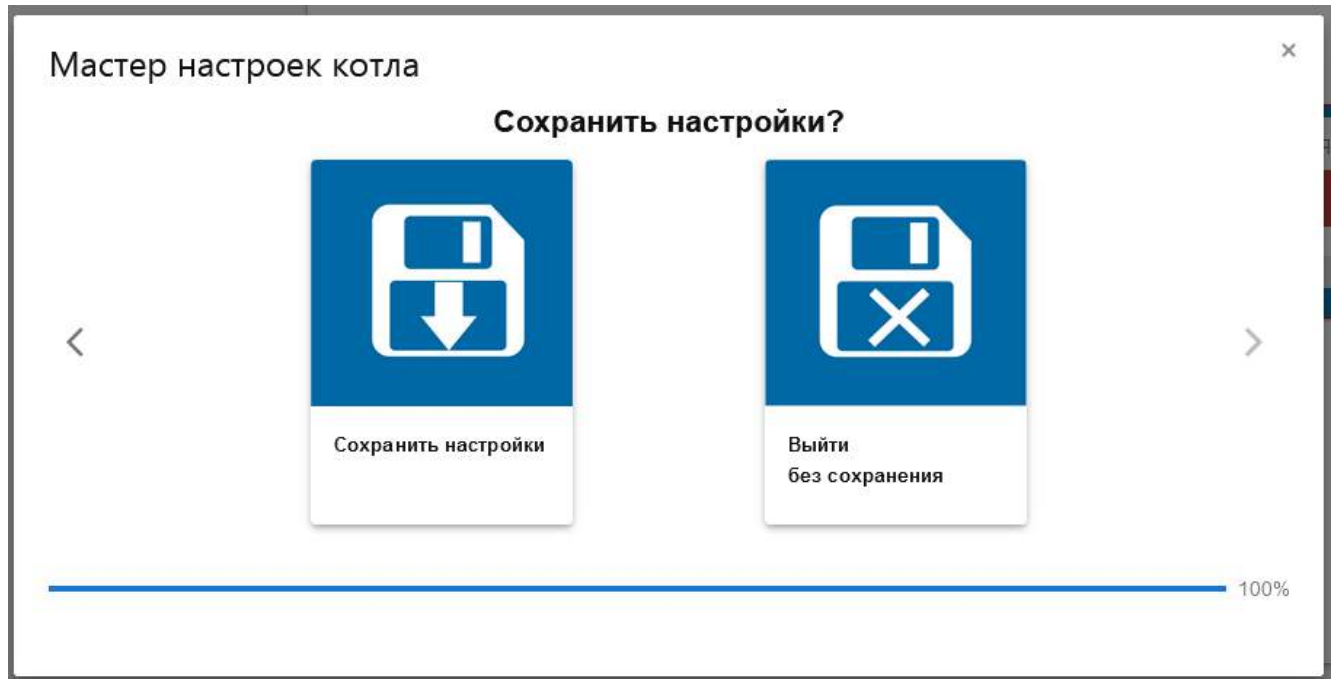 Мастер настроек котла
×
Сохранить настройки?
Сохранить настройки
Выйти
без сохранения
100%